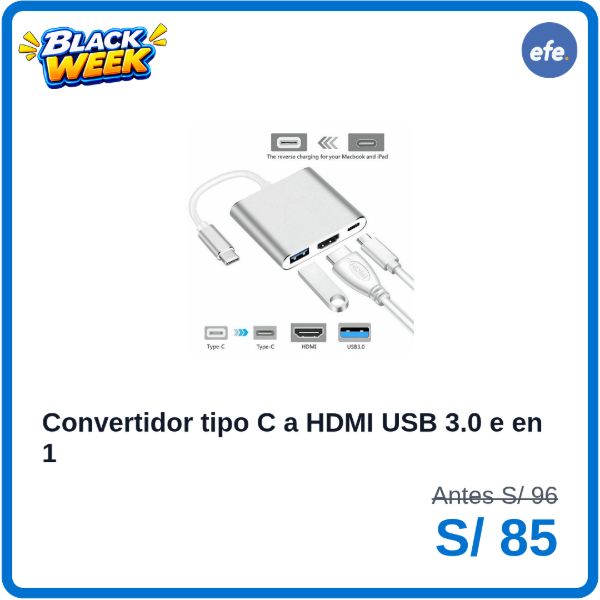 BLACK
WEEK
efe.
The reverse charging for your Macbook and iPad
HDMI
Type-C
Type-C
HDMI
USB3.0
Convertidor tipo C a HDMI USB 3.0 e en
1
Antes S/ 96
S/ 85